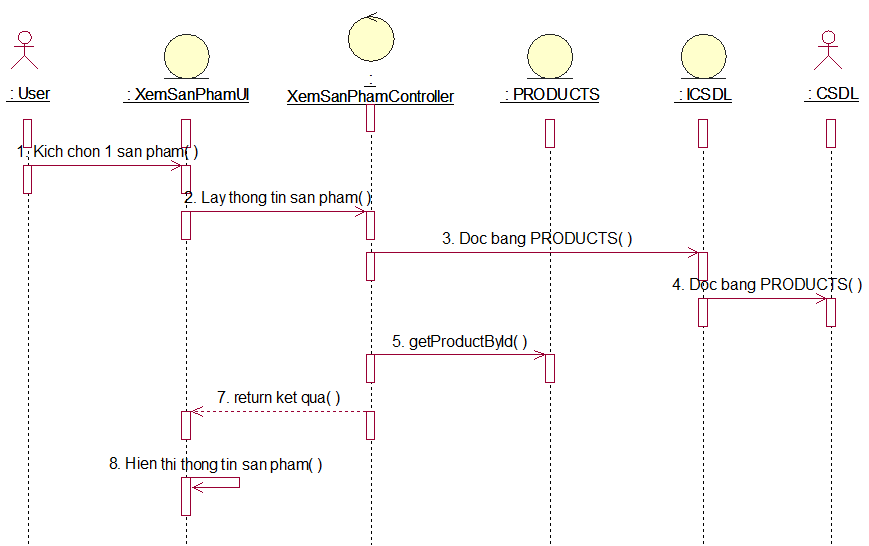 : User
: XemSanPhamUI
:
XemSanPhamController
: PRODUCTS
: ICSDL
: CSDL
1. Kich chon 1 san pham( )
2. Lay thong tin san pham( )
3. Doc bang PRODUCTS( )
4. Doc bang PRODUCTS( )
5. getProductById( )
7. return ket qua( )
8. Hien thi thong tin san pham( )